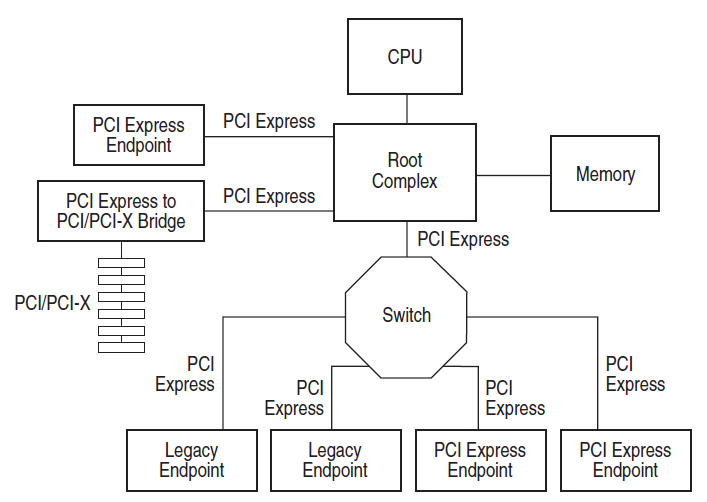 CPU
PCI Express
Endpoint
PCI Express
Root
Complex
Memory
PCI Express to
PCI/PCI-X Bridge
PCI Express
PCI Express
PCI/PCI-X
Switch
PCI
Express
PCI
Express
PCI
Express
PCI
Express
Legacy
Endpoint
Legacy
Endpoint
PCI Express
Endpoint
PCI Express
Endpoint